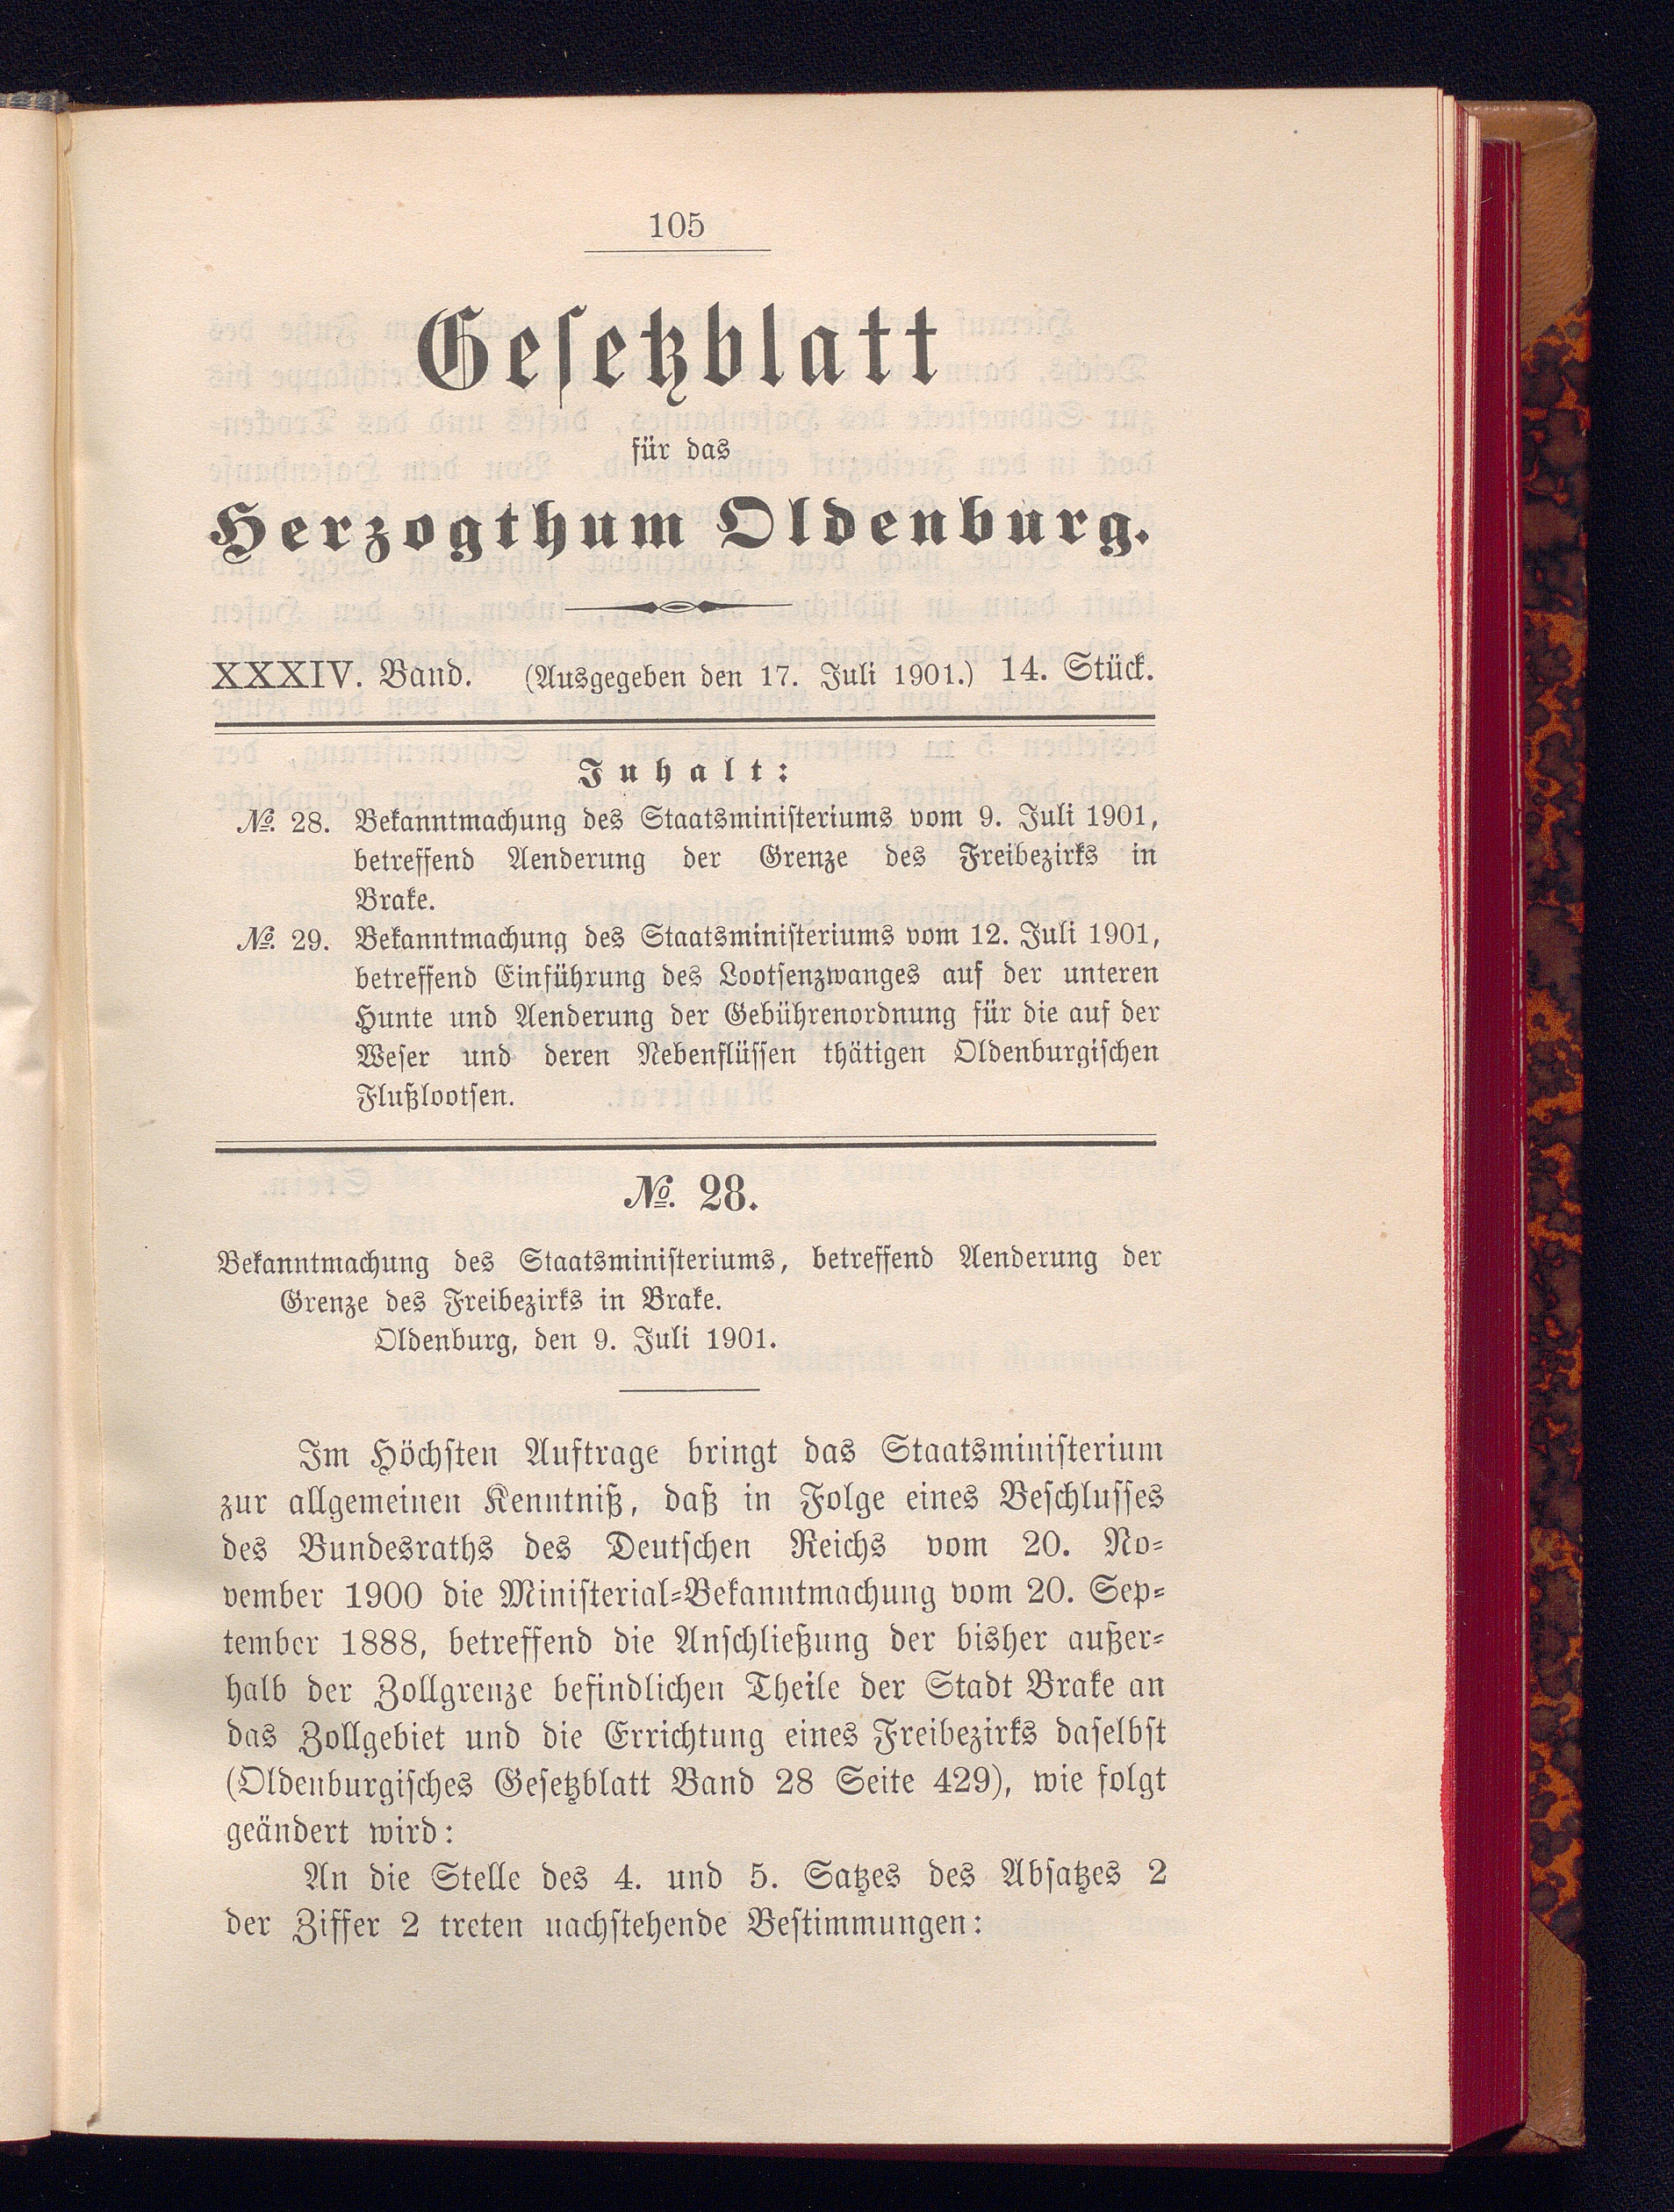 105
Gesetzblatt
für das
Herzogthum Oldenburg.
XXXIV. Band. (Ausgegeben den 17. Juli 1901.) 14. Stück.
Inhalt:
№. 28. Bekanntmachung des Staatsministeriums vom 9. Juli 1901,
betreffend Aenderung der Grenze des Freibezirks in
Brake.
№. 29. Bekanntmachung des Staatsministeriums vom 12. Juli 1901,
betreffend Einführung des Lootsenzwanges auf der unteren
Hunte und Aenderung der Gebührenordnung für die auf der
Weser und deren Nebenflüssen thätigen Oldenburgischen
Flußlootsen.
№. 28.
Bekanntmachung des Staatsministeriums, betreffend Aenderung der
Grenze des Freibezirks in Brake.
Oldenburg, den 9. Juli 1901.
Im Höchsten Auftrage bringt das Staatsministerium
zur allgemeinen Kenntniß, daß in Folge eines Beschlusses
des Bundesraths des Deutschen Reichs vom 20. No-
vember 1900 die Ministerial-Bekanntmachung vom 20. Sep-
tember 1888, betreffend die Anschließung der bisher außer-
halb der Zollgrenze befindlichen Theile der Stadt Brake an
das Zollgebiet und die Errichtung eines Freibezirks daselbst
(Oldenburgisches Gesetzblatt Band 28 Seite 429), wie folgt
geändert wird:
An die Stelle des 4. und 5. Satzes des Absatzes 2
der Ziffer 2 treten nachstehende Bestimmungen: